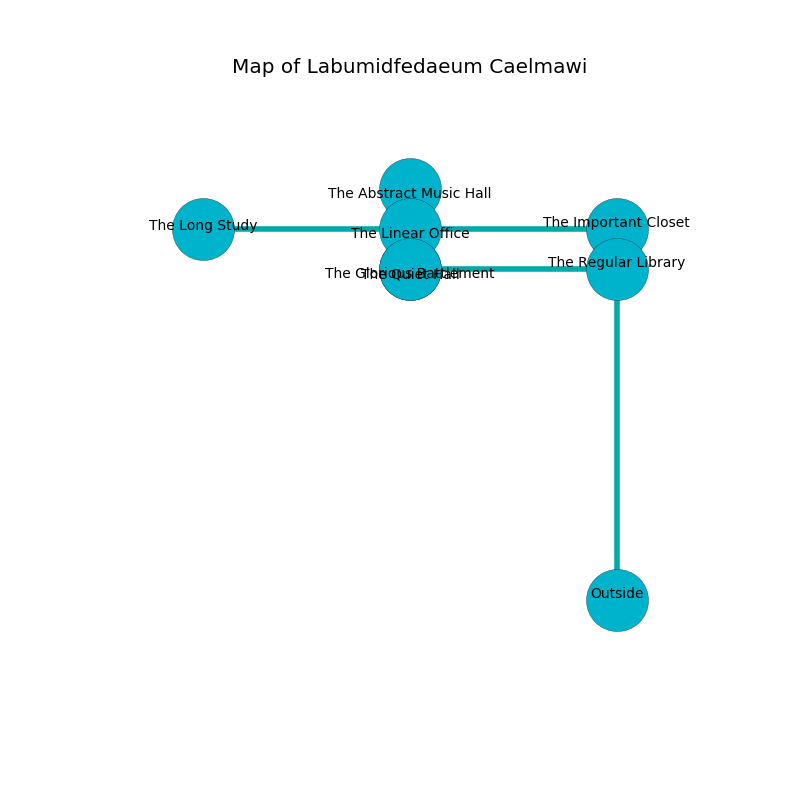 Map of Labumidfedaeum Caelmawi
The Abstract Music Hall
The Long Study
The Important Closet
The Linear Office
The Regular Library
The Glorious Battlement
The Quiet Hall
Outside